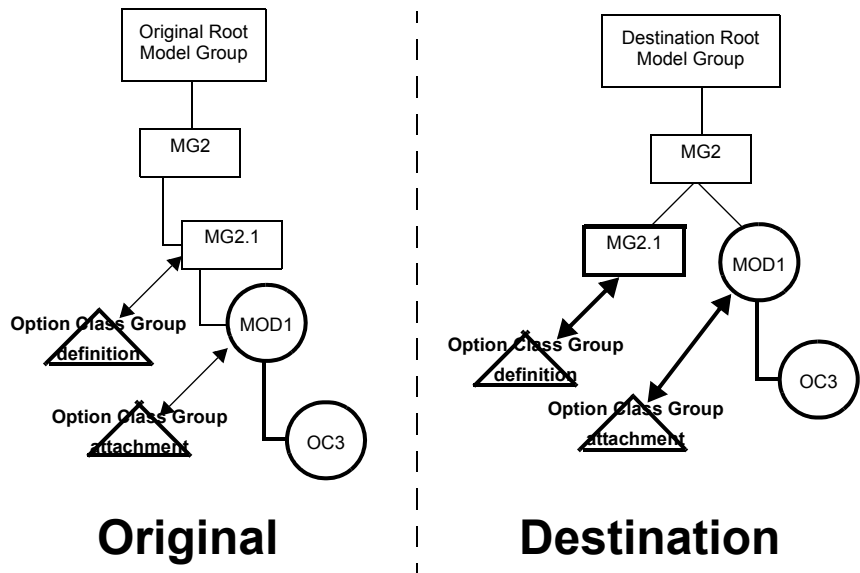 Original Root
Model Group
MG2
MG2.1
Option Class Group
definition
MOD1
Option Class Group
attachment
OC3
Original
Destination Root
Model Group
MG2
MG2.1
MOD1
Option Class Group
definition
OC3
Option Class Group
attachment
Destination